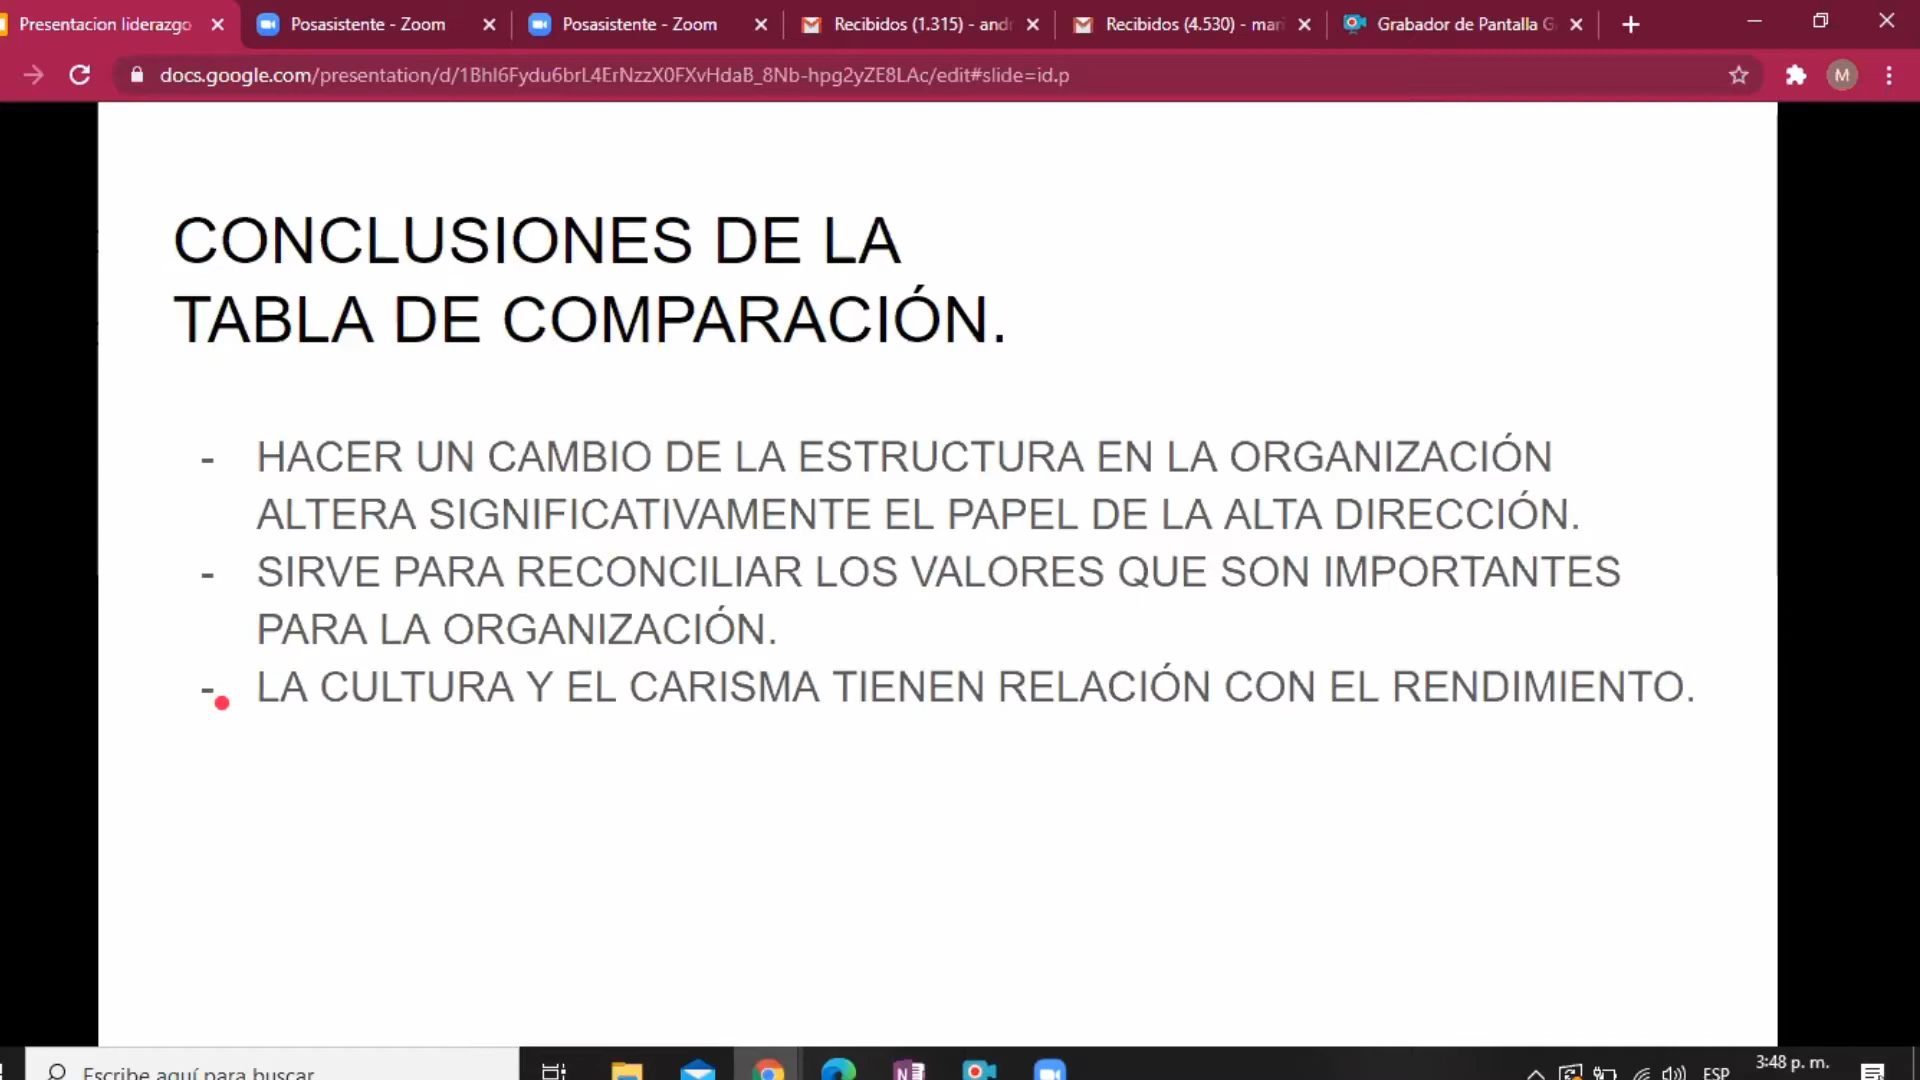 Presentacion liderazgo
Posasistente - Zoom
Posasistente - Zoom
Recibidos (1.315) - and
Recibidos (4.530) - mari
Grabador de Pantalla G
docs.google.com/presentation/d/1Bhl6Fydu6brL4ErNzzX0FXvHdaB_8Nb-hpg2yZE8LAc/edit#slide=id.p
M
CONCLUSIONES DE LA
TABLA DE COMPARACIÓN.
- HACER UN CAMBIO DE LA ESTRUCTURA EN LA ORGANIZACIÓN
ALTERA SIGNIFICATIVAMENTE EL PAPEL DE LA ALTA DIRECCIÓN.
- SIRVE PARA RECONCILIAR LOS VALORES QUE SON IMPORTANTES
PARA LA ORGANIZACIÓN.
- LA CULTURA Y EL CARISMA TIENEN RELACIÓN CON EL RENDIMIENTO.
Escribe aquí para buscar
N
ESP
3:48 p. m.